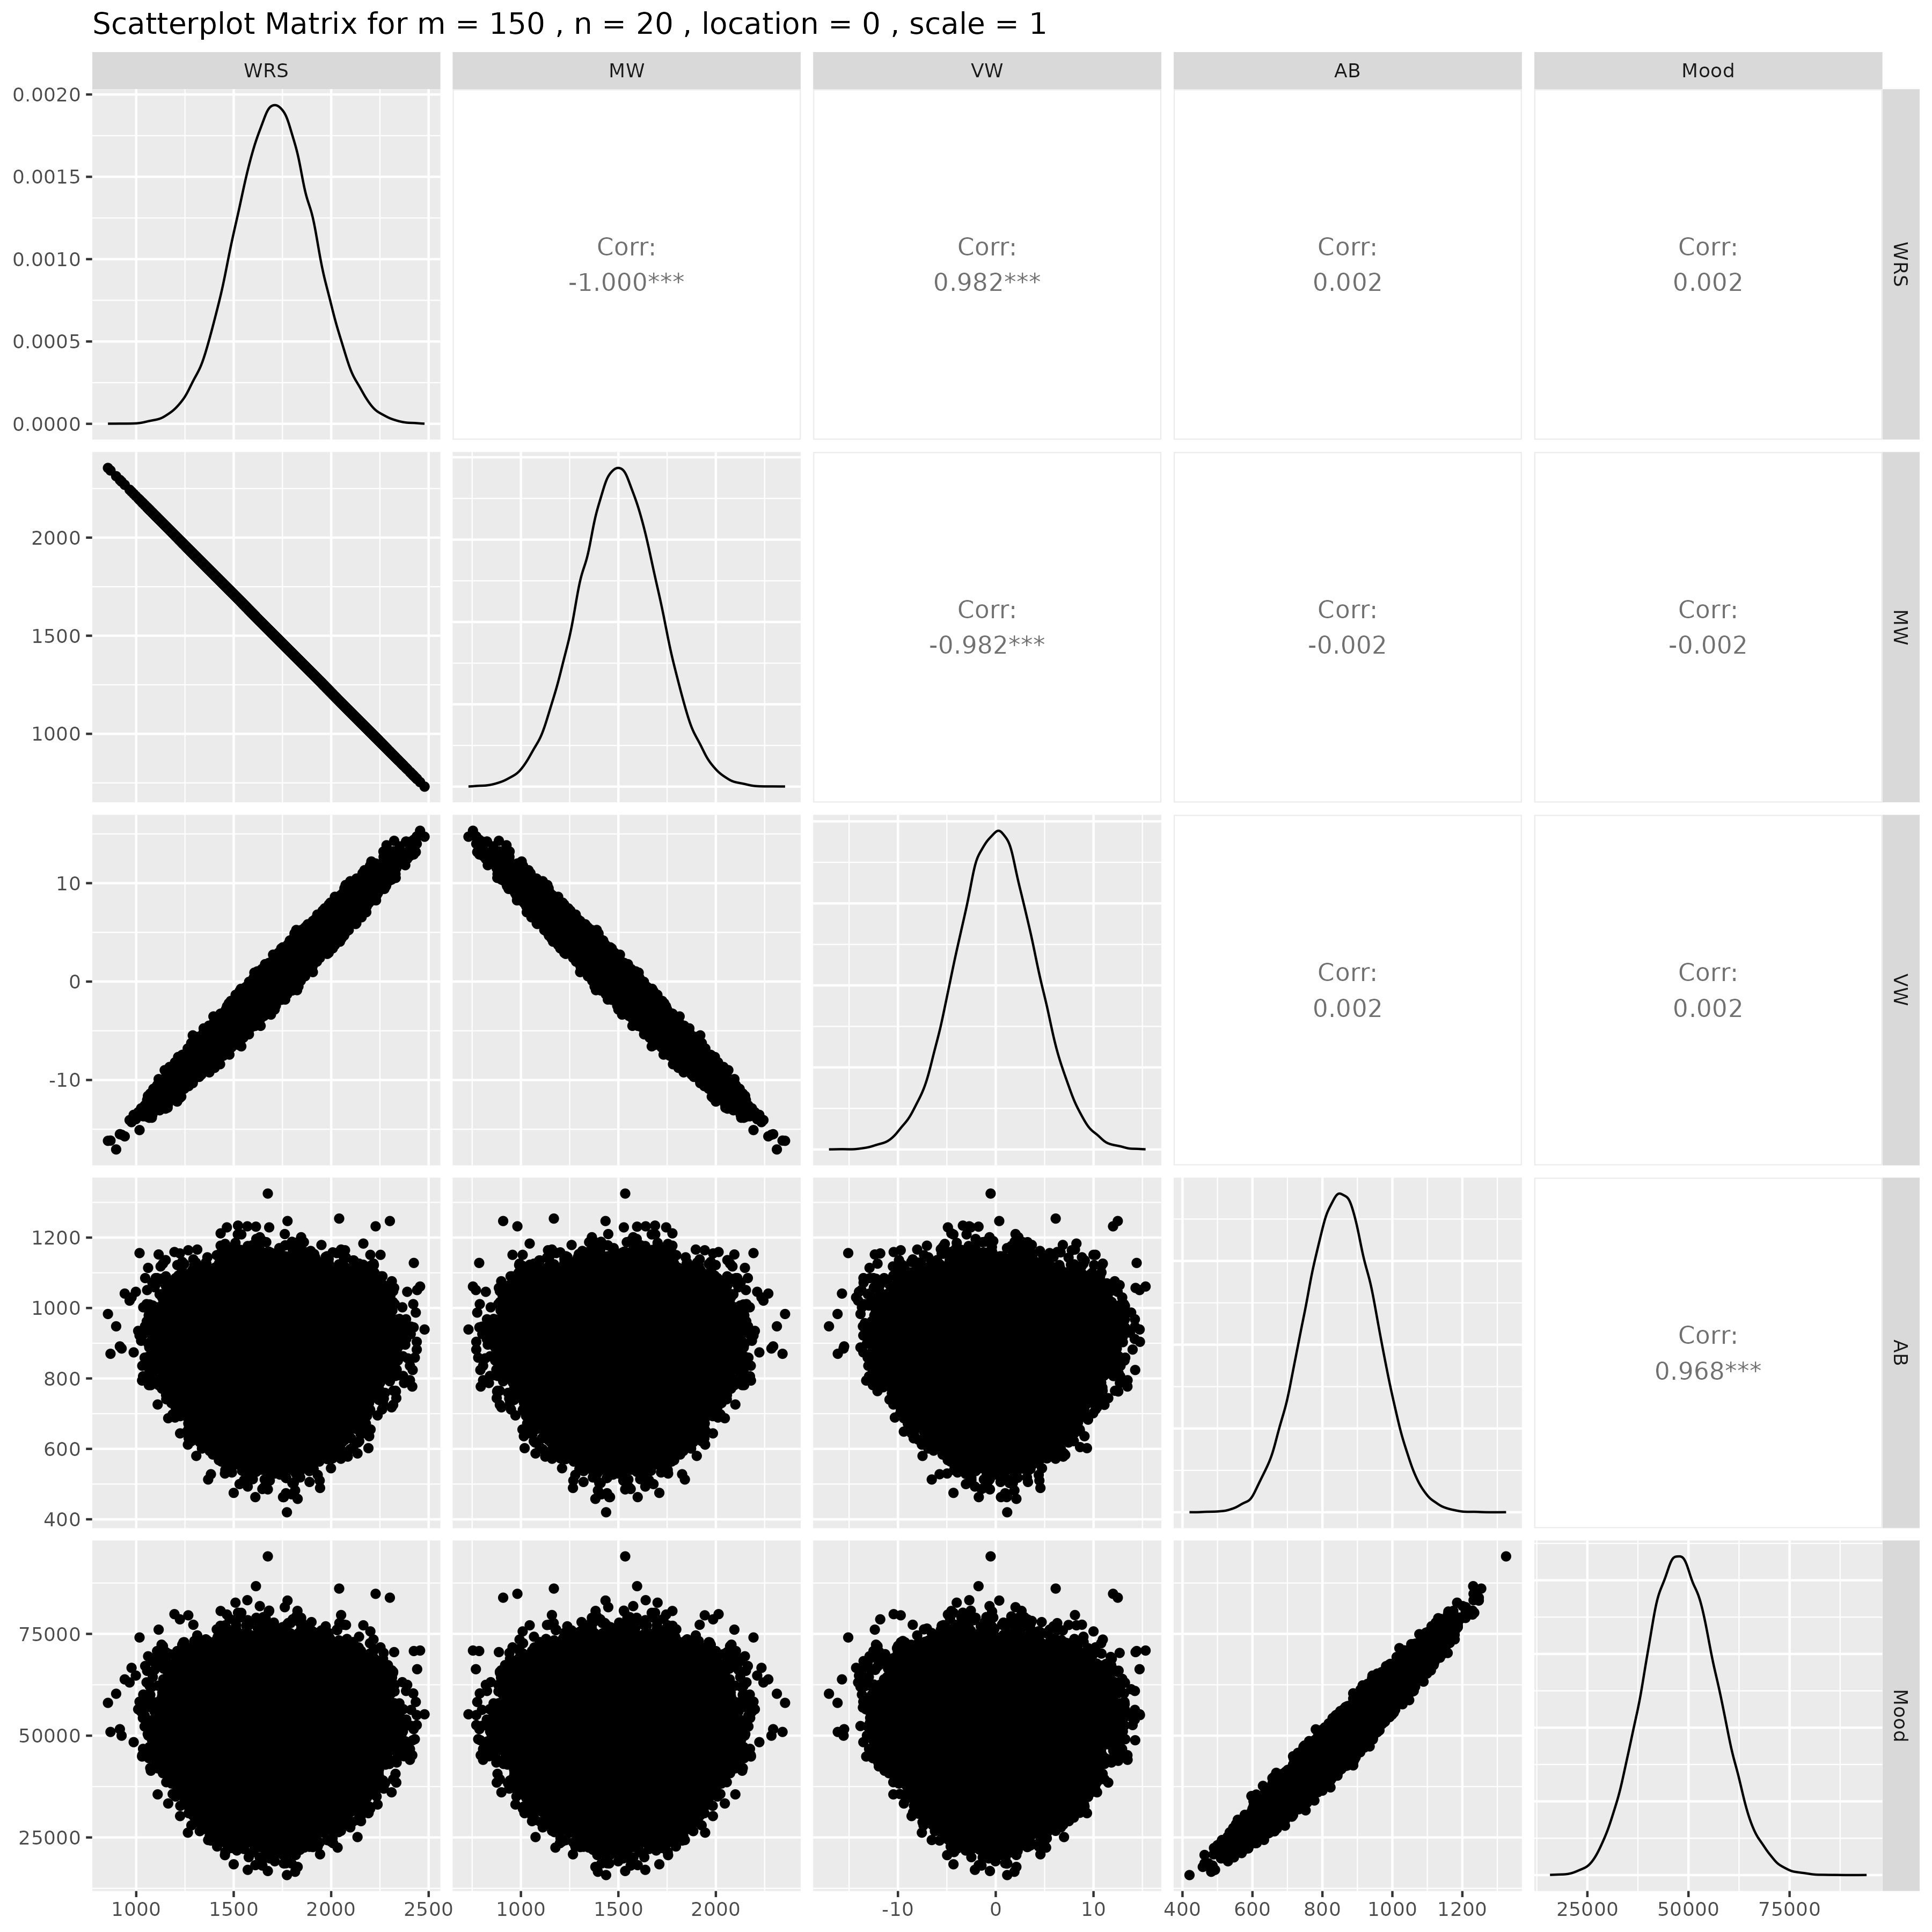 Scatterplot Matrix for m = 150 , n = 20 , location = 0 , scale = 1
WRS
MW
VW
AB
Mood
0.0020
0.0015
0.0010
0.0005
0.0000
Corr:
-1.000***
Corr:
0.982***
Corr:
0.002
Corr:
0.002
WRS
2000
1500
1000
Corr:
-0.982***
Corr:
-0.002
Corr:
-0.002
MW
10
0
-10
Corr:
0.002
Corr:
0.002
VW
1200
1000
800
600
400
Corr:
0.968***
AB
75000
50000
25000
Mood
1000 1500 2000 2500
1000 1500 2000
-10 0 10
400 600 800 1000 1200
25000 50000 75000